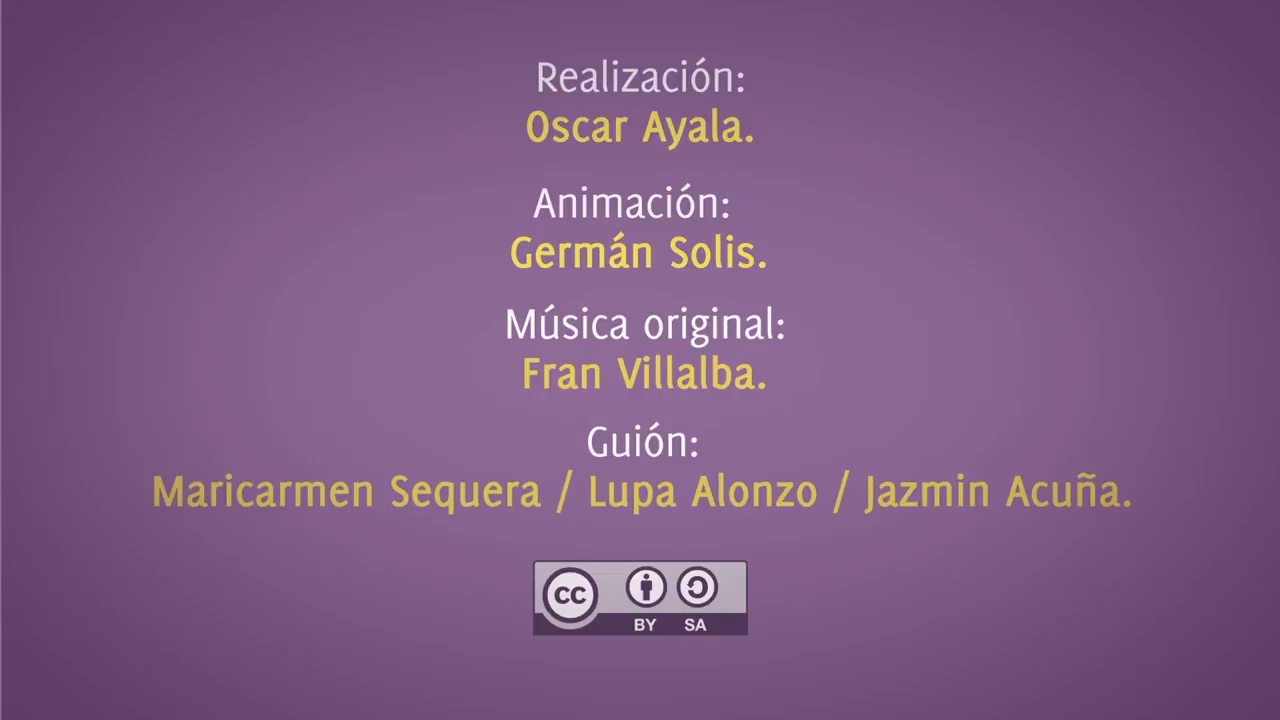 Realización:
Oscar Ayala.
Animación:
Germán Solis.
Música original:
Fran Villalba.
Guión:
Maricarmen Sequera / Lupa Alonzo / Jazmin Acuña.
cc
BY SA